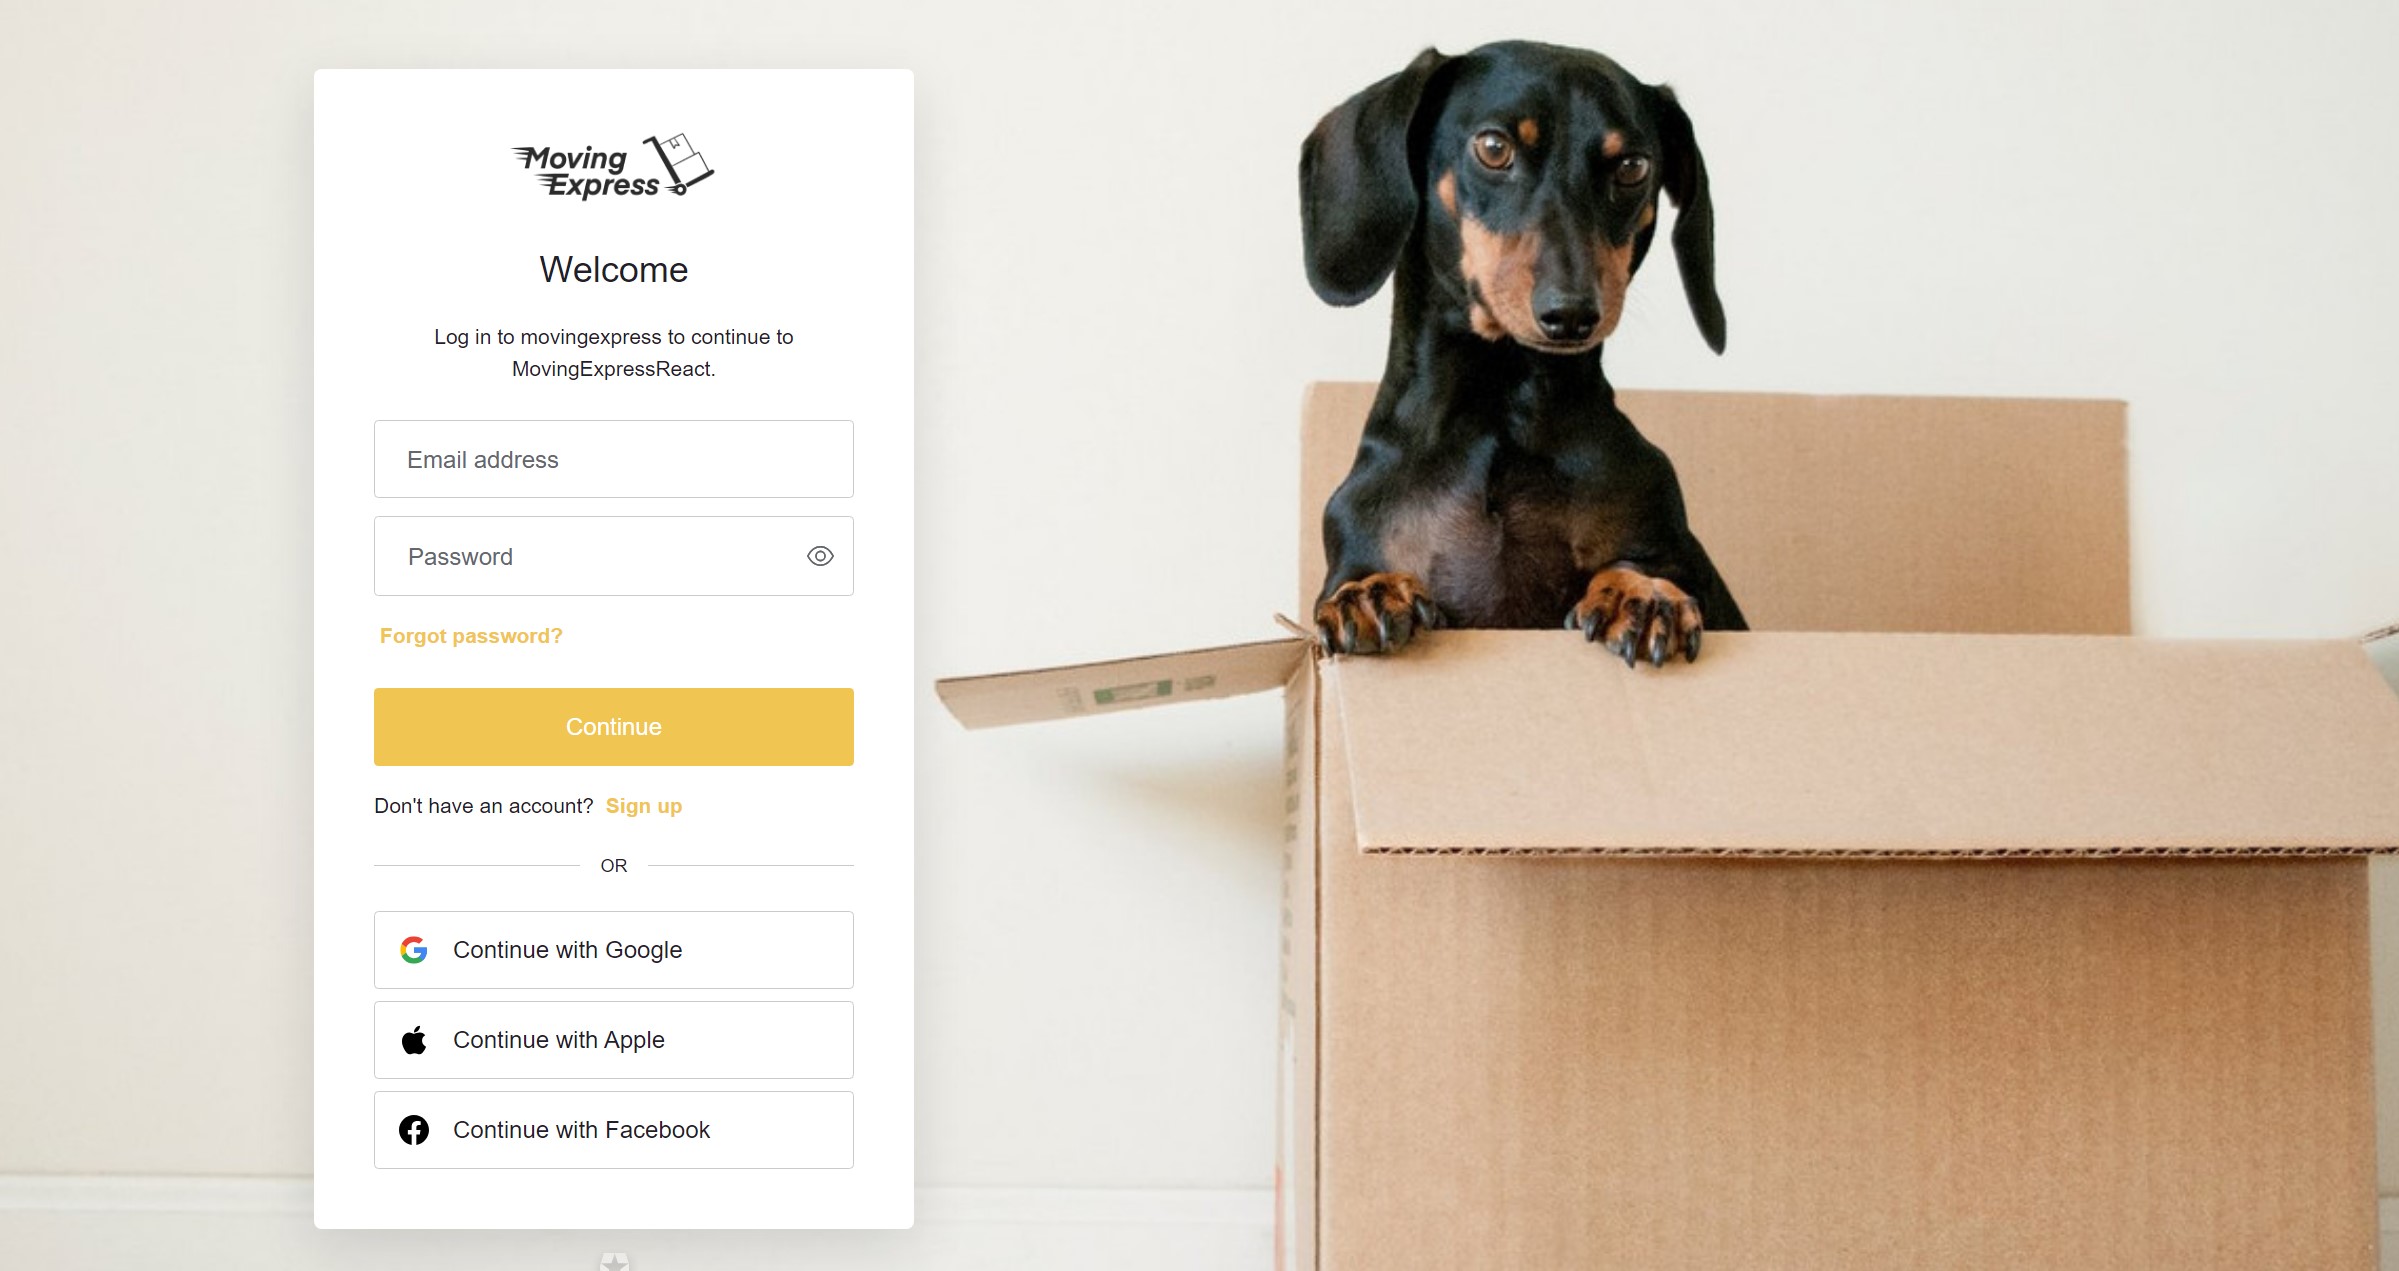 Moving
Express
Welcome
Log in to movingexpress to continue to
MovingExpressReact.
Email address
Password
Forgot password?
Continue
Don't have an account? Sign up
OR
Continue with Google
Continue with Apple
Continue with Facebook